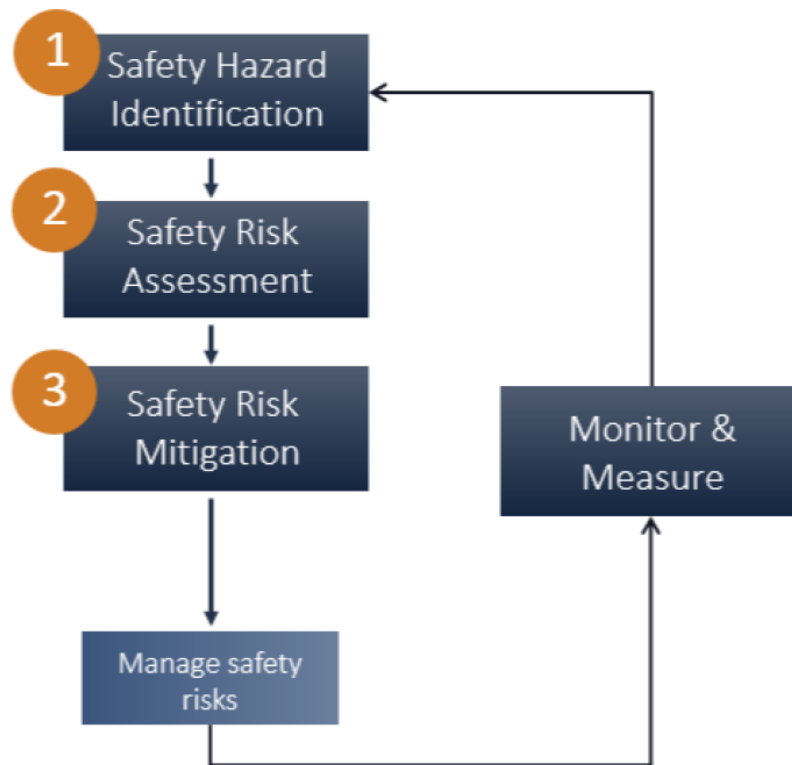 1
Safety Hazard
Identification
2
Safety Risk
Assessment
3
Safety Risk
Mitigation
Manage safety
risks
Monitor &
Measure